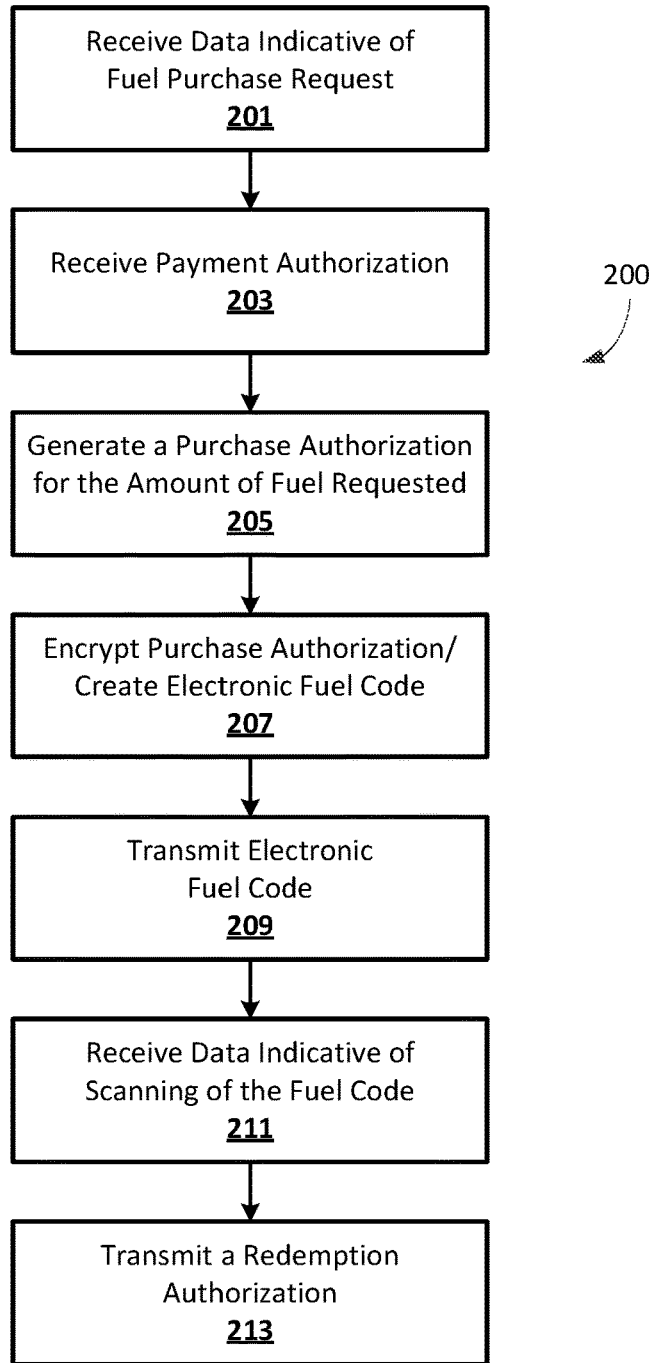 Receive Data Indicative of
Fuel Purchase Request
201
Receive Payment Authorization
203
200
Generate a Purchase Authorization
for the Amount of Fuel Requested
205
Encrypt Purchase Authorization/
Create Electronic Fuel Code
207
Transmit Electronic
Fuel Code
209
Receive Data Indicative of
Scanning of the Fuel Code
211
Transmit a Redemption
Authorization
213